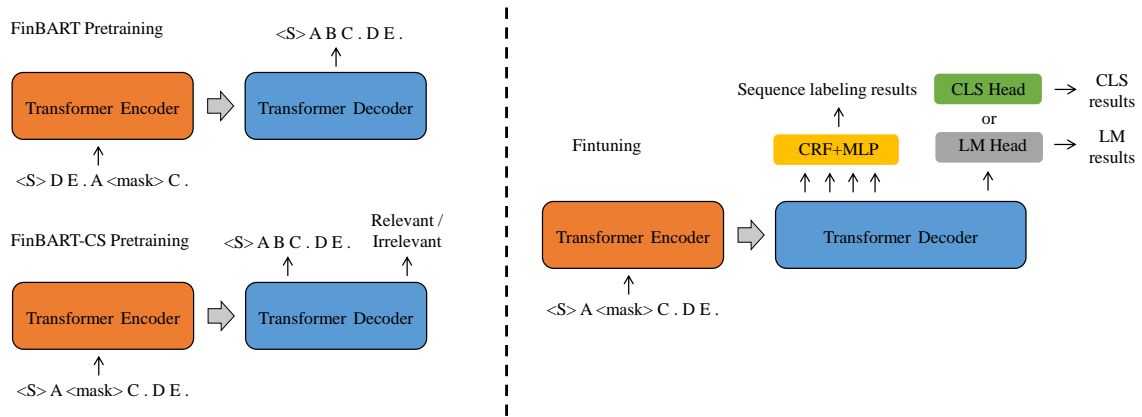 FinBART Pretraining
<S> A B C . D E .
Transformer Encoder
Transformer Decoder
<S> D E . A <mask> C .
FinBART-CS Pretraining
<S> A B C . D E .
Relevant /
Irrelevant
Transformer Encoder
Transformer Decoder
<S> A <mask> C . D E .
Fintuning
Sequence labeling results
CRF+MLP
CLS Head
CLS
results
or
LM Head
LM
results
Transformer Encoder
Transformer Decoder
<S> A <mask> C . D E .